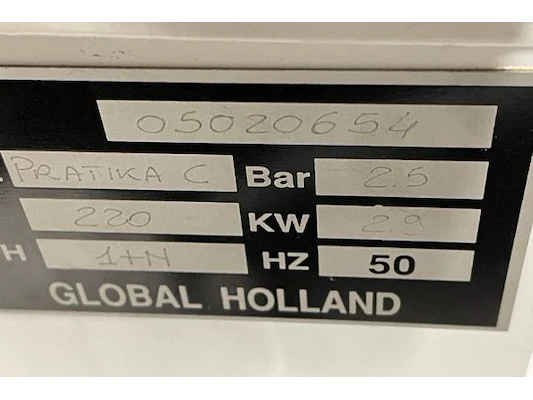 05020654
PRATIKA C Bar 2.5
220 KW 2.9
H 1+N HZ 50
GLOBAL HOLLAND